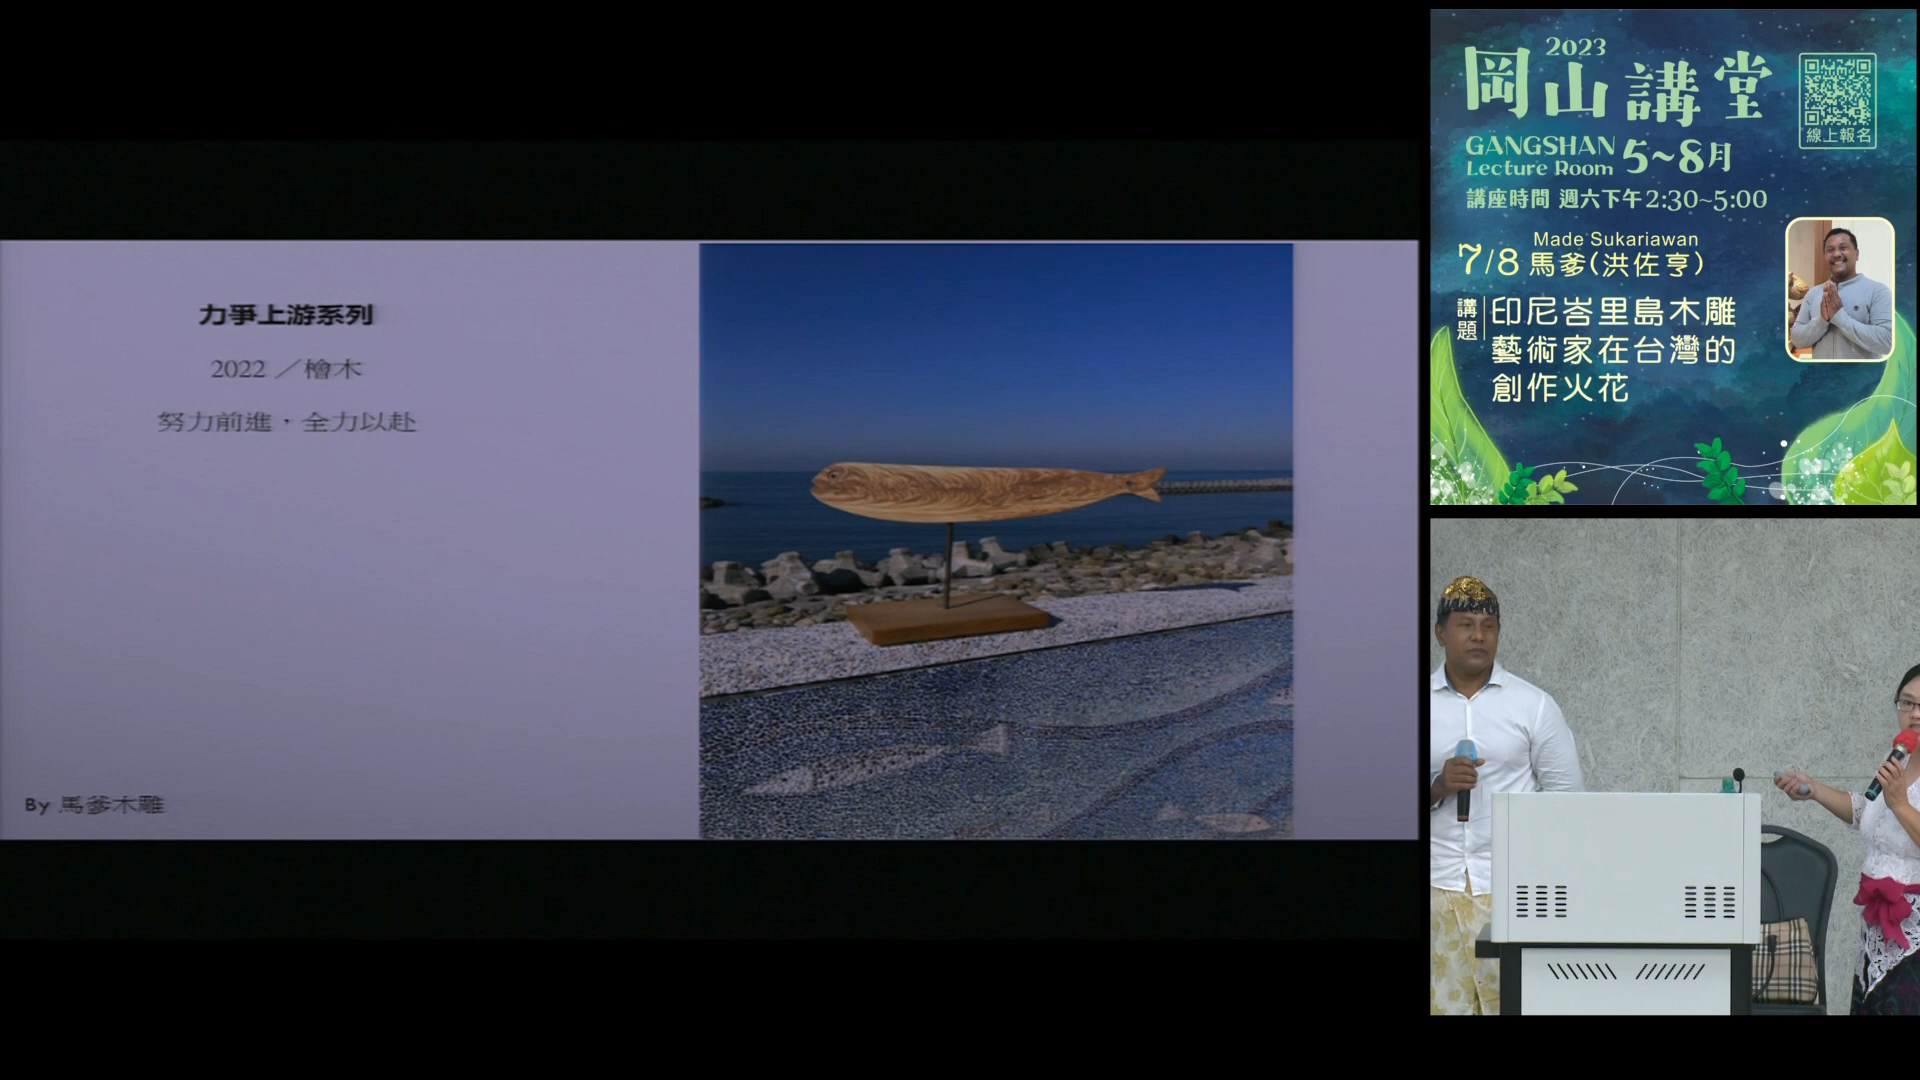 力爭上游系列
2022 ／檜木
努力前進，全力以赴
By 馬爹木雕
2023
岡山講堂
線上報名
GANGSHAN
Lecture Room
5~8月
講座時間 週六下午2:30~5:00
Made Sukariawan
7/8 馬爹(洪佐亨)
講題
印尼峇里島木雕
藝術家在台灣的
創作火花